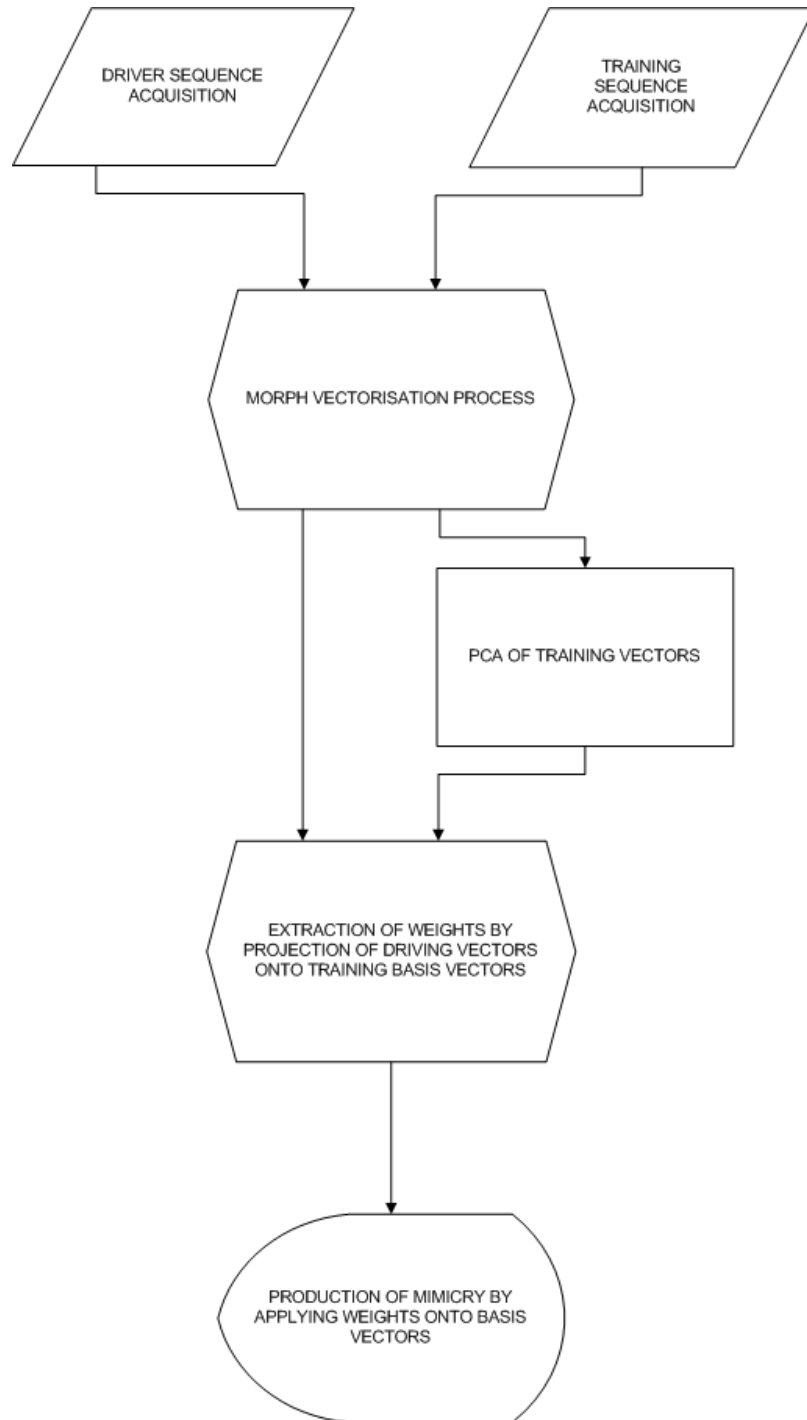 DRIVER SEQUENCE
ACQUISITION
TRAINING
SEQUENCE
ACQUISITION
MORPH VECTORISATION PROCESS
PCA OF TRAINING VECTORS
EXTRACTION OF WEIGHTS BY
PROJECTION OF DRIVING VECTORS
ONTO TRAINING BASIS VECTORS
PRODUCTION OF MIMICRY BY
APPLYING WEIGHTS ONTO BASIS
VECTORS